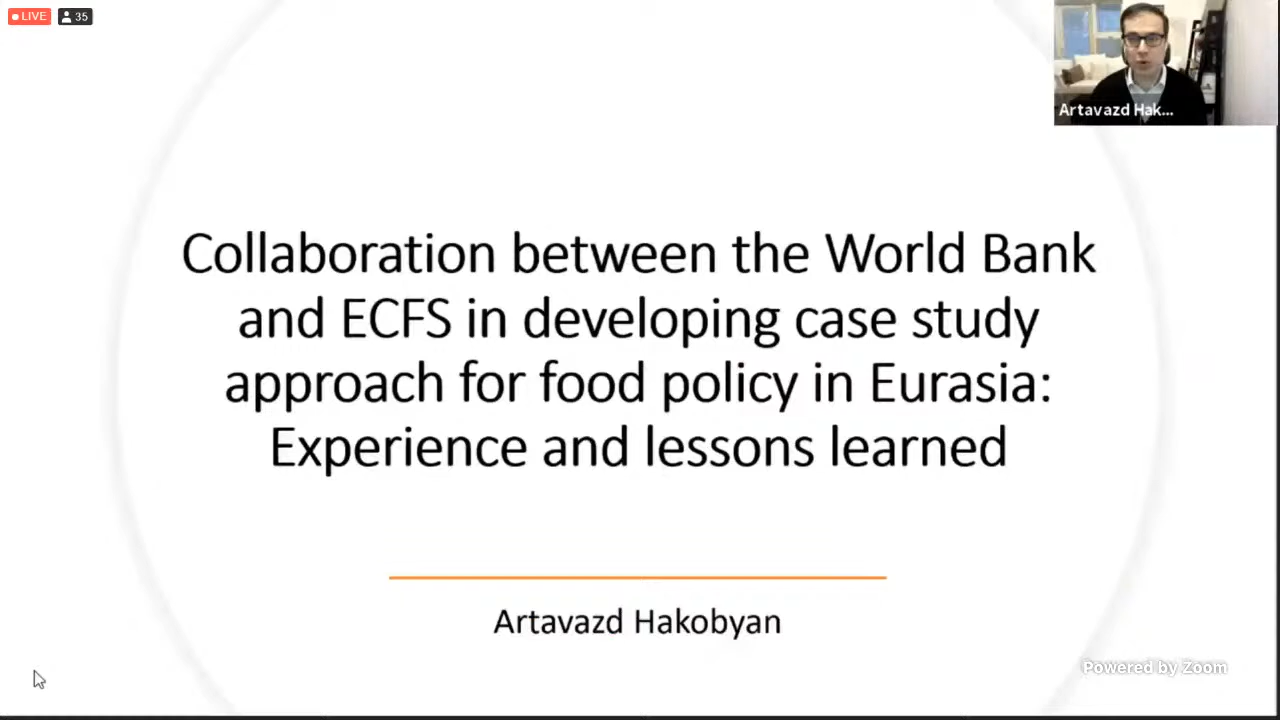 LIVE
35
Artavazd Hak...
Collaboration between the World Bank
and ECFS in developing case study
approach for food policy in Eurasia:
Experience and lessons learned
Artavazd Hakobyan
Powered by Zoom